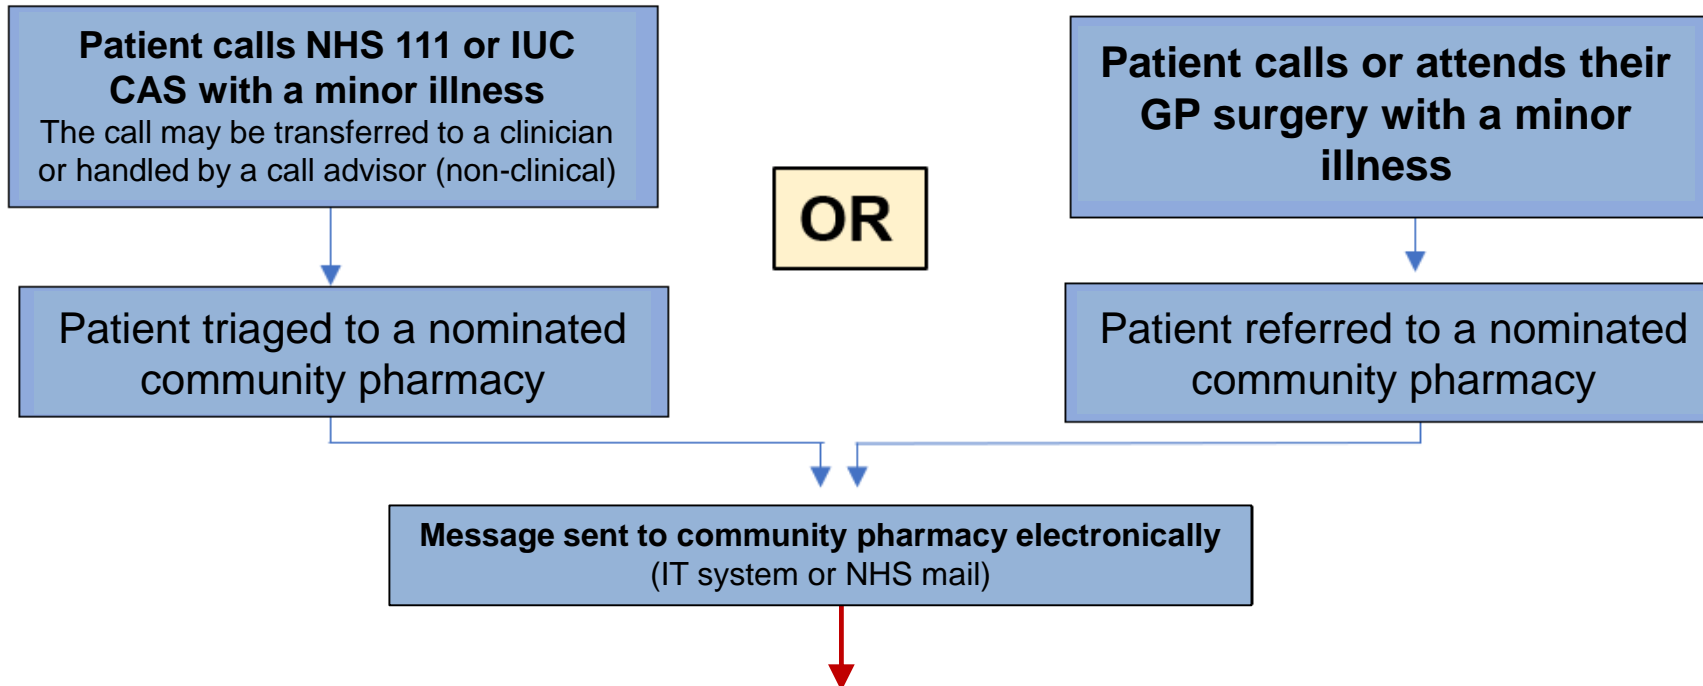 Patient calls NHS 111 or IUC
CAS with a minor illness
The call may be transferred to a clinician
or handled by a call advisor (non-clinical)
OR
Patient calls or attends their
GP surgery with a minor
illness
Patient triaged to a nominated
community pharmacy
Patient referred to a nominated
community pharmacy
Message sent to community pharmacy electronically
(IT system or NHS mail)